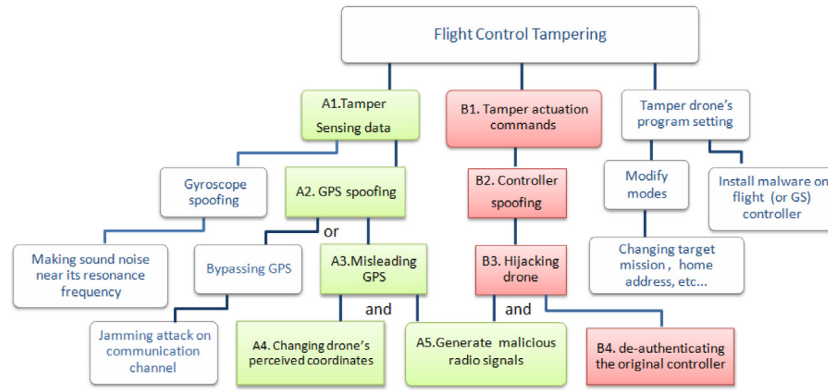 Flight Control Tampering
A1.Tamper
Sensing data
B1. Tamper actuation
commands
Tamper drone's
program setting
Gyroscope
spoofing
A2. GPS spoofing
B2. Controller
spoofing
Modify
modes
Install malware on
flight (or GS)
controller
or
Making sound noise
near its resonance
frequency
Bypassing GPS
A3.Misleading
GPS
B3. Hijacking
drone
Changing target
mission, home
address, etc...
and
and
Jamming attack on
communication
channel
A4. Changing drone's
perceived coordinates
A5.Generate malicious
radio signals
B4. de-authenticating
the original controller